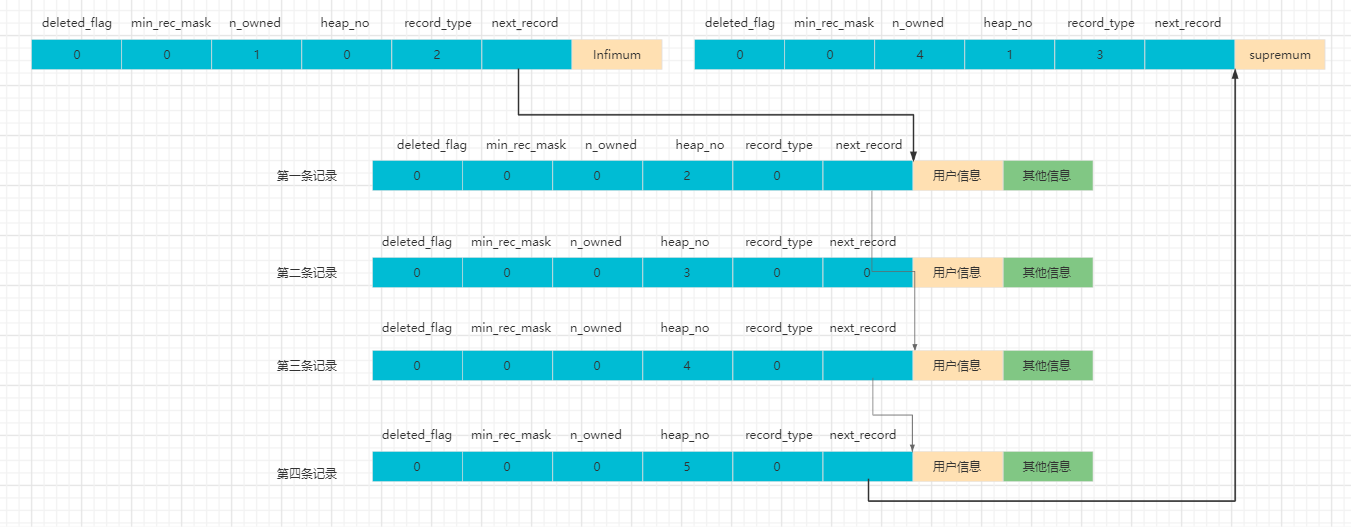 deleted_flag min_rec_mask n_owned heap_no record_type next_record
0 0 1 0 2 Infimum
deleted_flag min_rec_mask n_owned heap_no record_type next_record
0 0 4 1 3 supremum
deleted_flag min_rec_mask n_owned heap_no record_type next_record
第一条记录 0 0 0 2 0 用户信息 其他信息
deleted_flag min_rec_mask n_owned heap_no record_type next_record
第二条记录 0 0 0 3 0 0 用户信息 其他信息
deleted_flag min_rec_mask n_owned heap_no record_type next_record
第三条记录 0 0 0 4 0 用户信息 其他信息
deleted_flag min_rec_mask n_owned heap_no record_type next_record
第四条记录 0 0 0 5 0 用户信息 其他信息